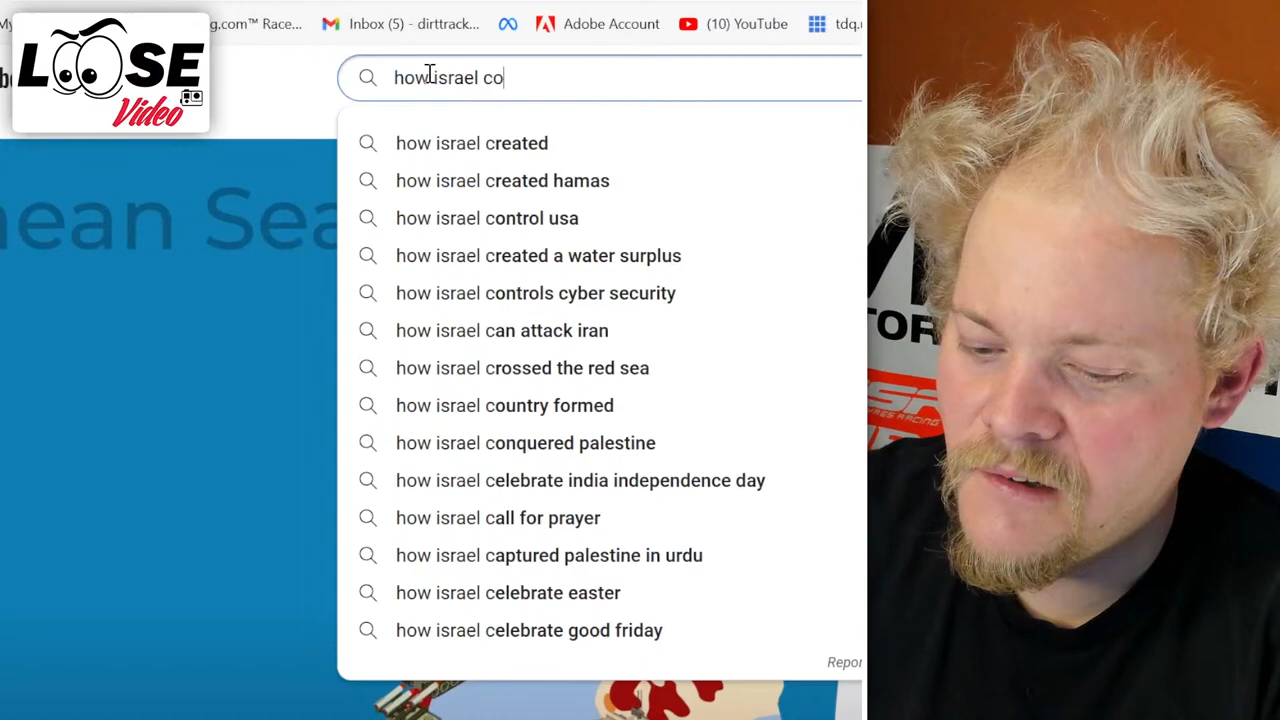 My
g.com™ Race...
Inbox (5) - dirttrack...
Adobe Account
(10) YouTube
tdq.
LOOSE
Video
how israel co
how israel created
how israel created hamas
how israel control usa
how israel created a water surplus
how israel controls cyber security
how israel can attack iran
how israel crossed the red sea
how israel country formed
how israel conquered palestine
how israel celebrate india independence day
how israel call for prayer
how israel captured palestine in urdu
how israel celebrate easter
how israel celebrate good friday
Repor
nean Sea
TOR